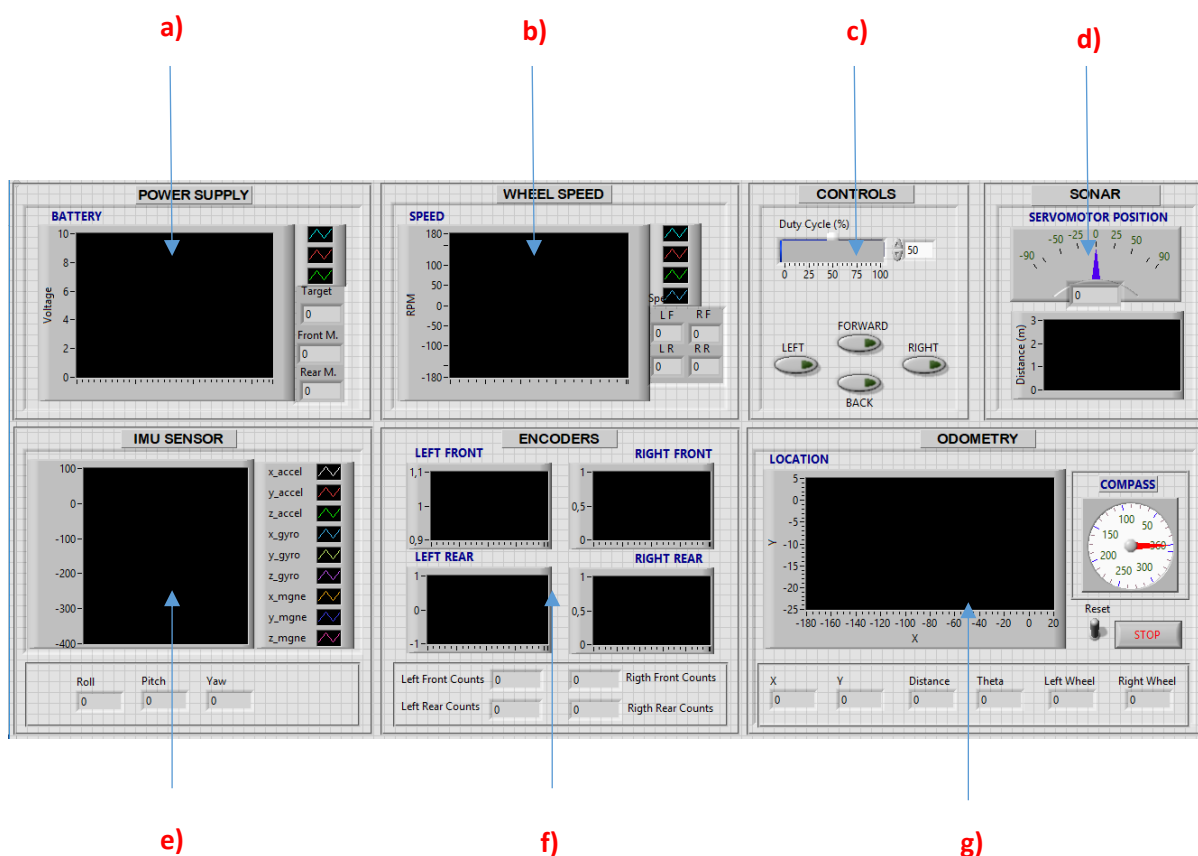 a)
b)
c)
d)
POWER SUPPLY
BATTERY
10
8
6
4
2
0
Voltage
Target
0
Front M.
0
Rear M.
0
WHEEL SPEED
SPEED
180
100
50
0
-50
-100
-180
RPM
L F R F
0 0
L R R R
0 0
CONTROLS
Duty Cycle (%)
50
0 25 50 75 100
FORWARD
LEFT RIGHT
BACK
SONAR
SERVOMOTOR POSITION
-90 -50 -25 0 25 50 90
0
3
2
1
0
Distance (m)
IMU SENSOR
100
0
-100
-200
-300
-400
x_accel
y_accel
z_accel
x_gyro
y_gyro
z_gyro
x_mgne
y_mgne
z_mgne
Roll Pitch Yaw
0 0 0
ENCODERS
LEFT FRONT
1,1
1
0,9
RIGHT FRONT
1
0,5
0
LEFT REAR
1
0
-1
RIGHT REAR
1
0,5
0
Left Front Counts 0 0 Rigth Front Counts
Left Rear Counts 0 0 Rigth Rear Counts
ODOMETRY
LOCATION
5
0
-5
-10
-15
-20
-25
Y
-180 -160 -140 -120 -100 -80 -60 -40 -20 0 20
X
COMPASS
100 50
150 360
200
250 300
Reset
STOP
X Y Distance Theta Left Wheel Right Wheel
0 0 0 0 0 0
e)
f)
g)